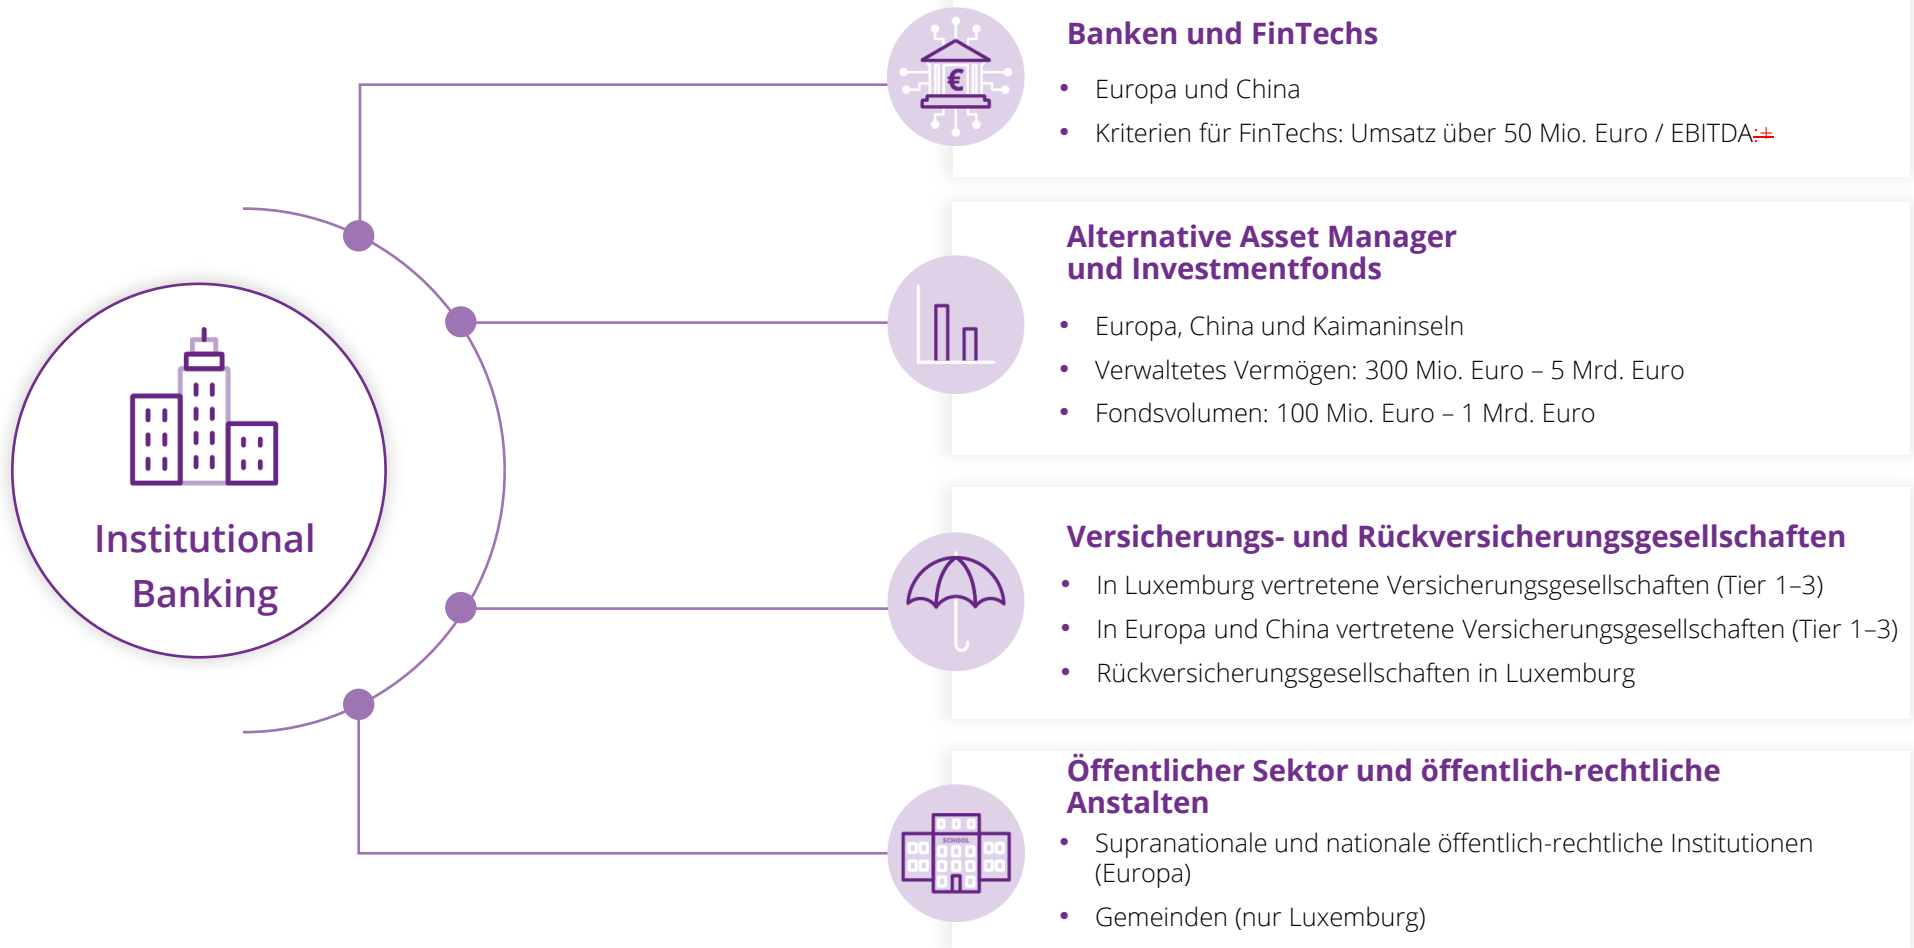 Institutional
Banking
Banken und FinTechs
• Europa und China
• Kriterien für FinTechs: Umsatz über 50 Mio. Euro / EBITDA:+
Alternative Asset Manager
und Investmentfonds
• Europa, China und Kaimaninseln
• Verwaltetes Vermögen: 300 Mio. Euro – 5 Mrd. Euro
• Fondsvolumen: 100 Mio. Euro – 1 Mrd. Euro
Versicherungs- und Rückversicherungsgesellschaften
• In Luxemburg vertretene Versicherungsgesellschaften (Tier 1–3)
• In Europa und China vertretene Versicherungsgesellschaften (Tier 1–3)
• Rückversicherungsgesellschaften in Luxemburg
SCHOOL
Öffentlicher Sektor und öffentlich-rechtliche
Anstalten
• Supranationale und nationale öffentlich-rechtliche Institutionen
(Europa)
• Gemeinden (nur Luxemburg)